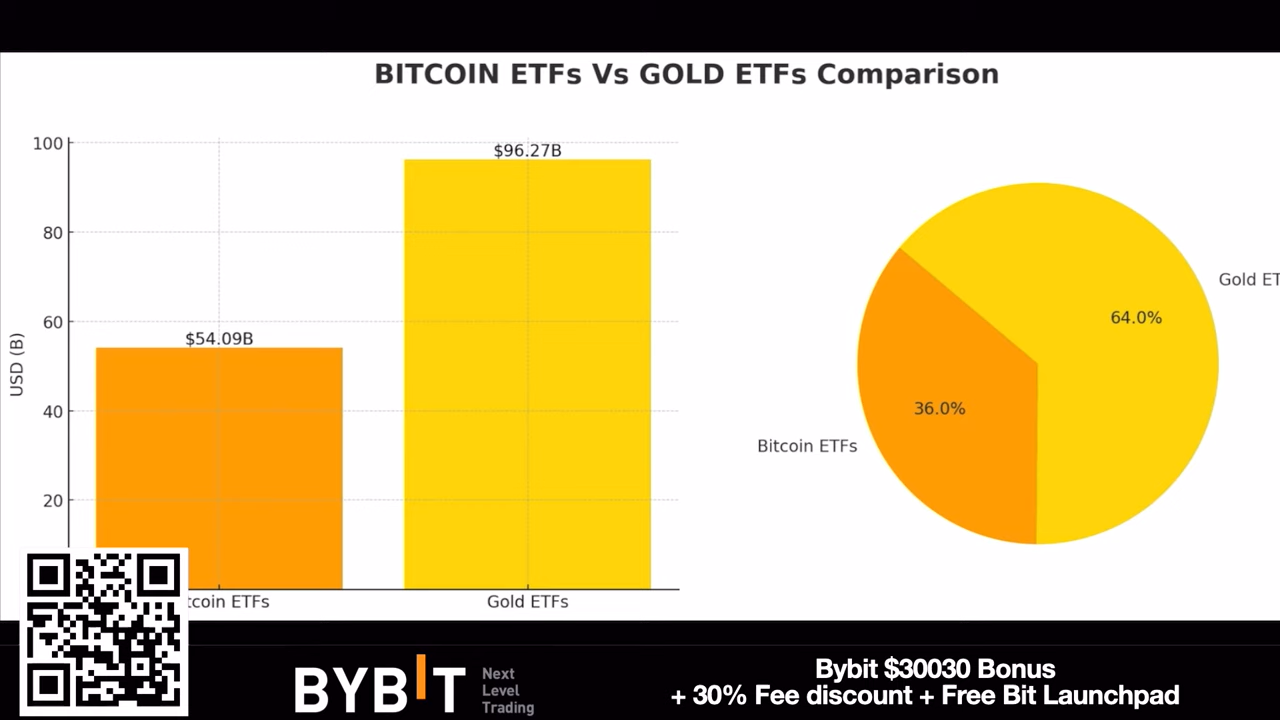 BITCOIN ETFs Vs GOLD ETFs Comparison
100
80
60
40
20
USD (B)
$54.09B
$96.27B
tcoin ETFs
Gold ETFs
64.0%
36.0%
Gold ET
Bitcoin ETFs
BYBIT
Next
Level
Trading
Bybit $30030 Bonus
+ 30% Fee discount + Free Bit Launchpad